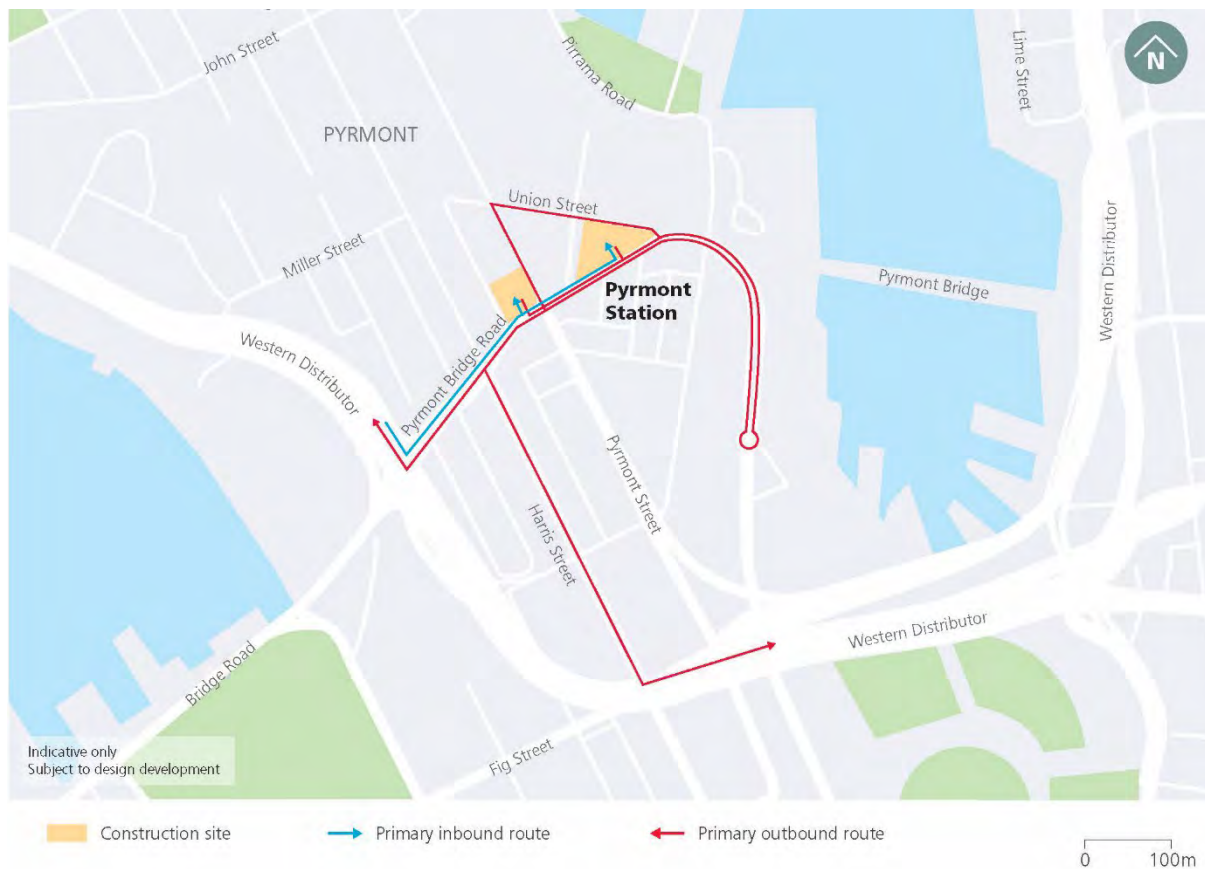 John Street
Pirrama Road
Lime Street
N
PYRMONT
Union Street
Miller Street
Western Distributor
Pyrmont Bridge
Pyrmont
Station
Western Distributor
Pyrmont Bridge Road
Pyrmont Street
Harris Street
Western Distributor
Bridge Road
Fig Street
Indicative only
Subject to design development
Construction site
Primary inbound route
Primary outbound route
0 100m